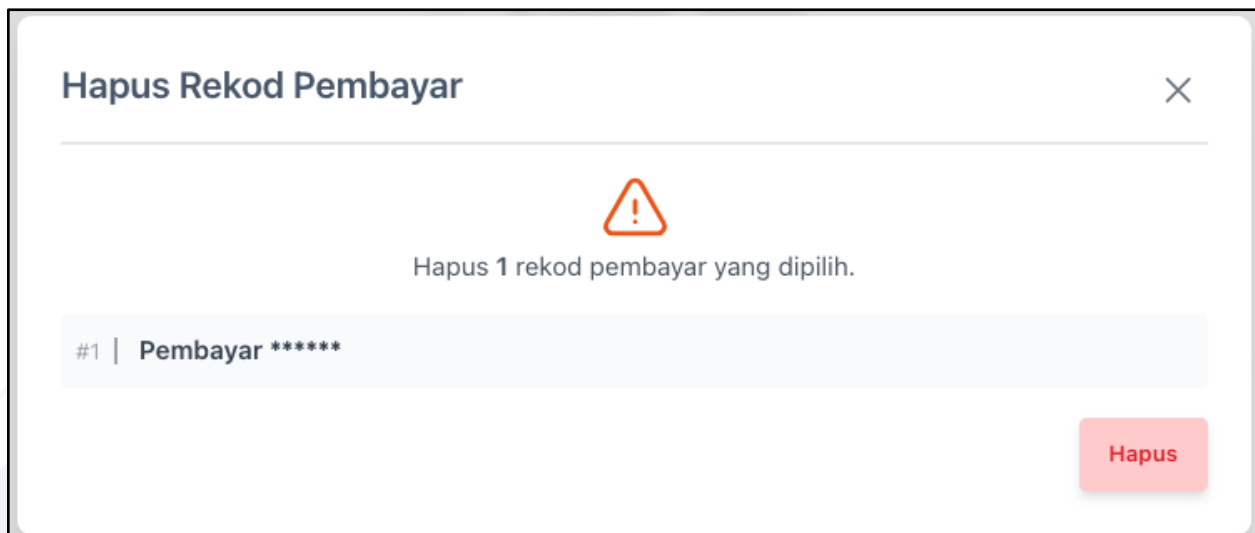 Hapus Rekod Pembayar
Hapus 1 rekod pembayar yang dipilih.
#1 | Pembayar ******
Hapus